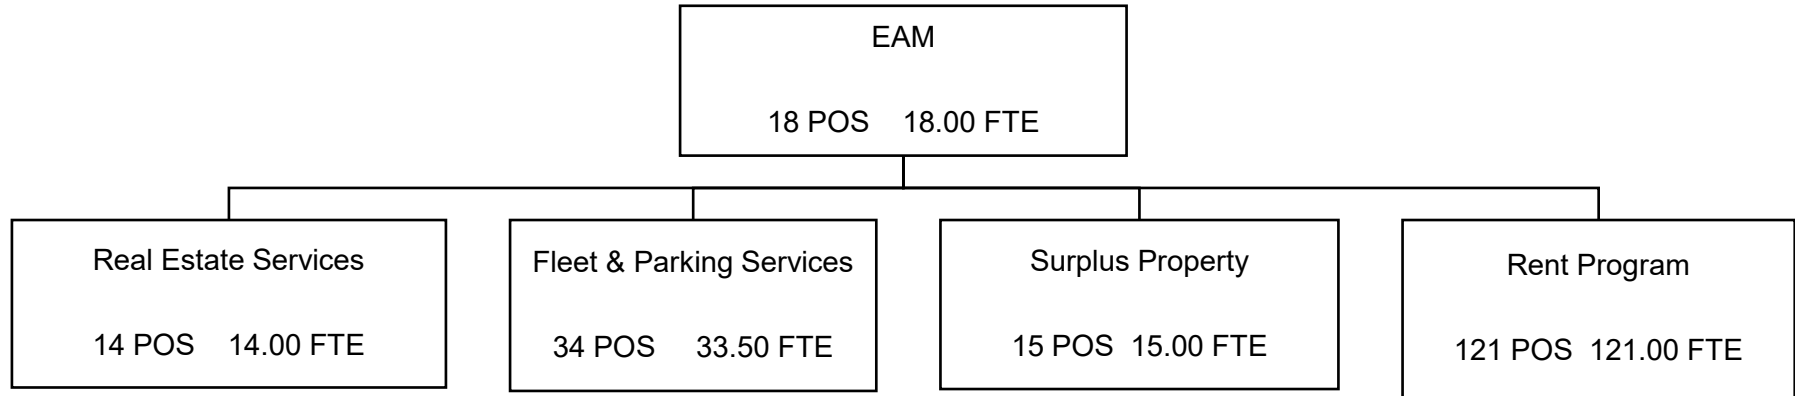 EAM
18 POS 18.00 FTE
Real Estate Services
14 POS 14.00 FTE
Fleet & Parking Services
34 POS 33.50 FTE
Surplus Property
15 POS 15.00 FTE
Rent Program
121 POS 121.00 FTE